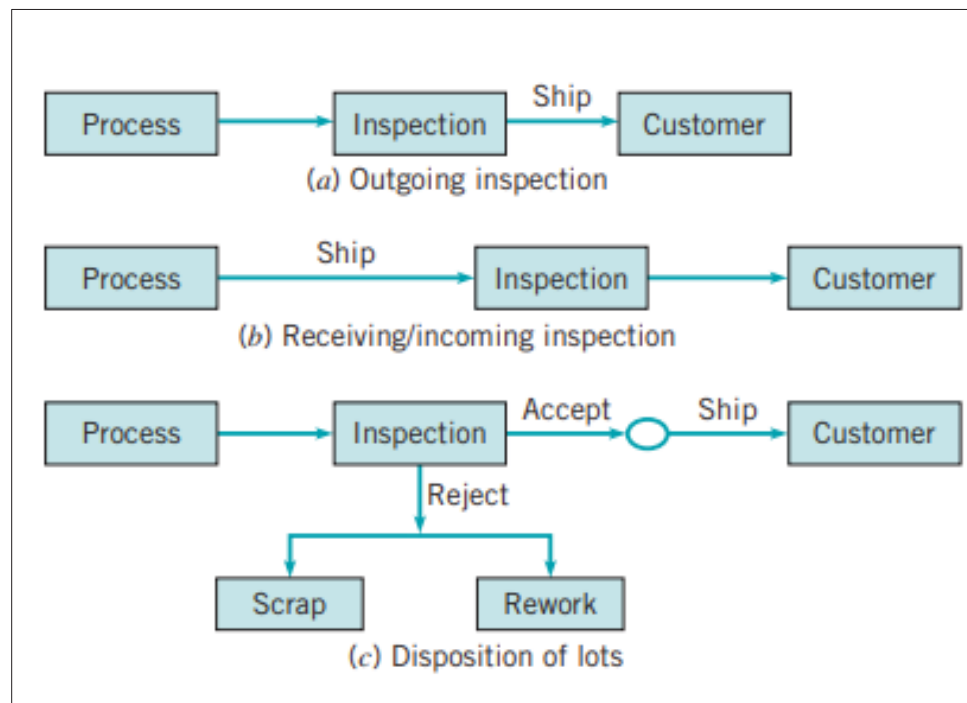 Ship
Process Inspection Customer
(a) Outgoing inspection
Ship
Process Inspection Customer
(b) Receiving/incoming inspection
Accept Ship
Process Inspection Customer
Reject
Scrap Rework
(c) Disposition of lots